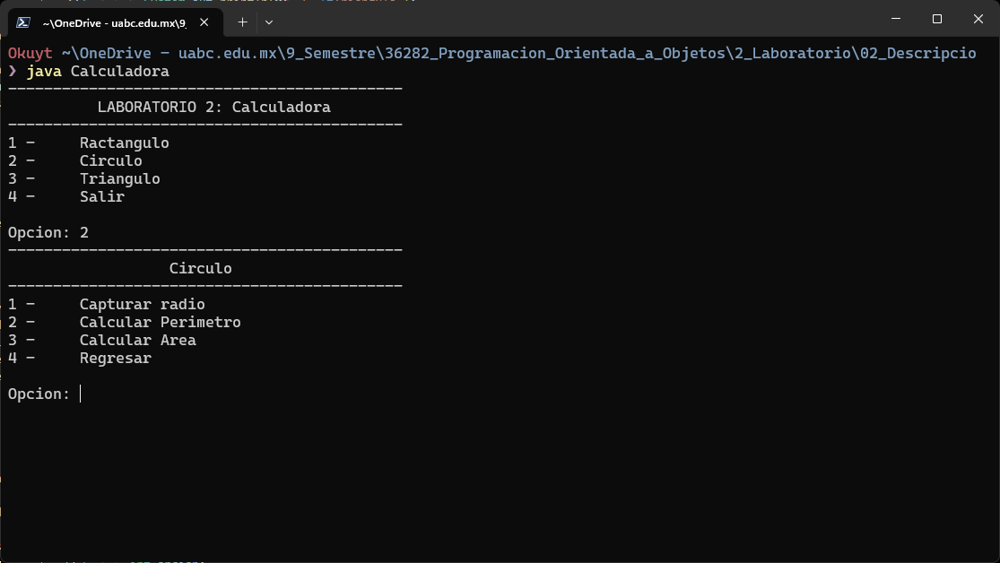 ~\OneDrive - uabc.edu.mx\9_
Okuyt ~\OneDrive - uabc.edu.mx\9_Semestre\36282_Programacion_Orientada_a_Objetos\2_Laboratorio\02_Descripcio
❯ java Calculadora
--------------------------------------------
LABORATORIO 2: Calculadora
--------------------------------------------
1 - Ractangulo
2 - Circulo
3 - Triangulo
4 - Salir
Opcion: 2
--------------------------------------------
Circulo
--------------------------------------------
1 - Capturar radio
2 - Calcular Perimetro
3 - Calcular Area
4 - Regresar
Opcion: